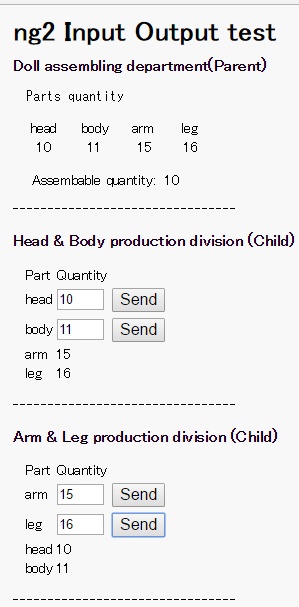 ng2 Input Output test
Doll assembling department(Parent)
Parts quantity
head body arm leg
10 11 15 16
Assembable quantity: 10
--------------------------------
Head & Body production division (Child)
Part Quantity
head 10 Send
body 11 Send
arm 15
leg 16
--------------------------------
Arm & Leg production division (Child)
Part Quantity
arm 15 Send
leg 16 Send
head 10
body 11
--------------------------------